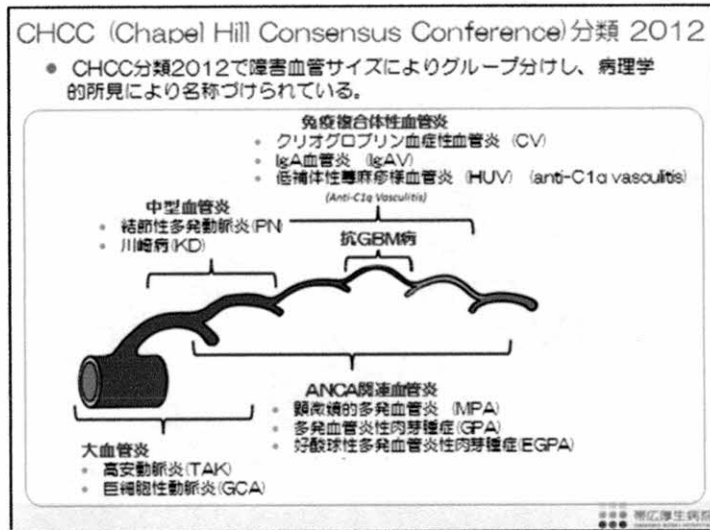 CHCC (Chapel Hill Consensus Conference)分類 2012
● CHCC分類2012で障害血管サイズによりグループ分けし、病理学
的所見により名称づけられている。
免疫複合体性血管炎
● クリオグロブリン血症性血管炎 (CV)
● IgA血管炎 (IgAV)
● 低補体性蕁麻疹様血管炎 (HUV) (anti-C1q vasculitis)
(Anti-C1q Vasculitis)
中型血管炎
● 結節性多発動脈炎(PN)
● 川崎病(KD)
抗GBM病
ANCA関連血管炎
● 顕微鏡的多発血管炎 (MPA)
● 多発血管炎性肉芽腫症(GPA)
● 好酸球性多発血管炎性肉芽腫症(EGPA)
大血管炎
● 高安動脈炎(TAK)
● 巨細胞性動脈炎(GCA)
帯広厚生病院